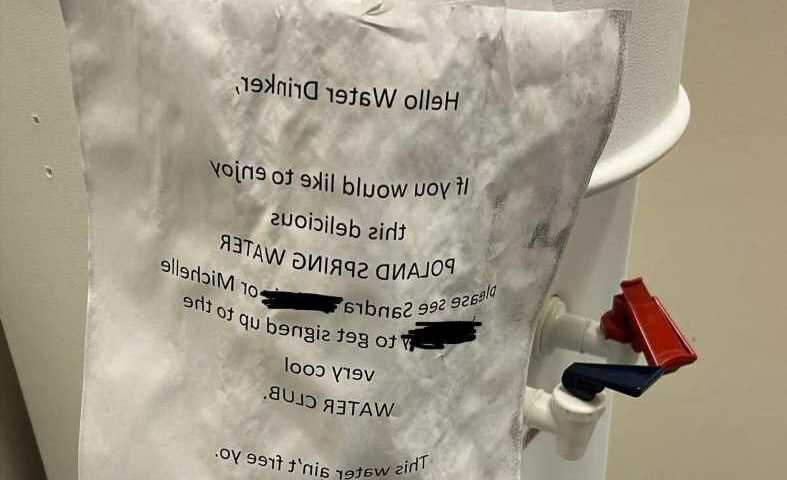 Hello Water Drinker,
If you would like to enjoy
this delicious
POLAND SPRING WATER
please see Sandra or Michelle
to get signed up to the
very cool
WATER CLUB.
This water ain't free yo.